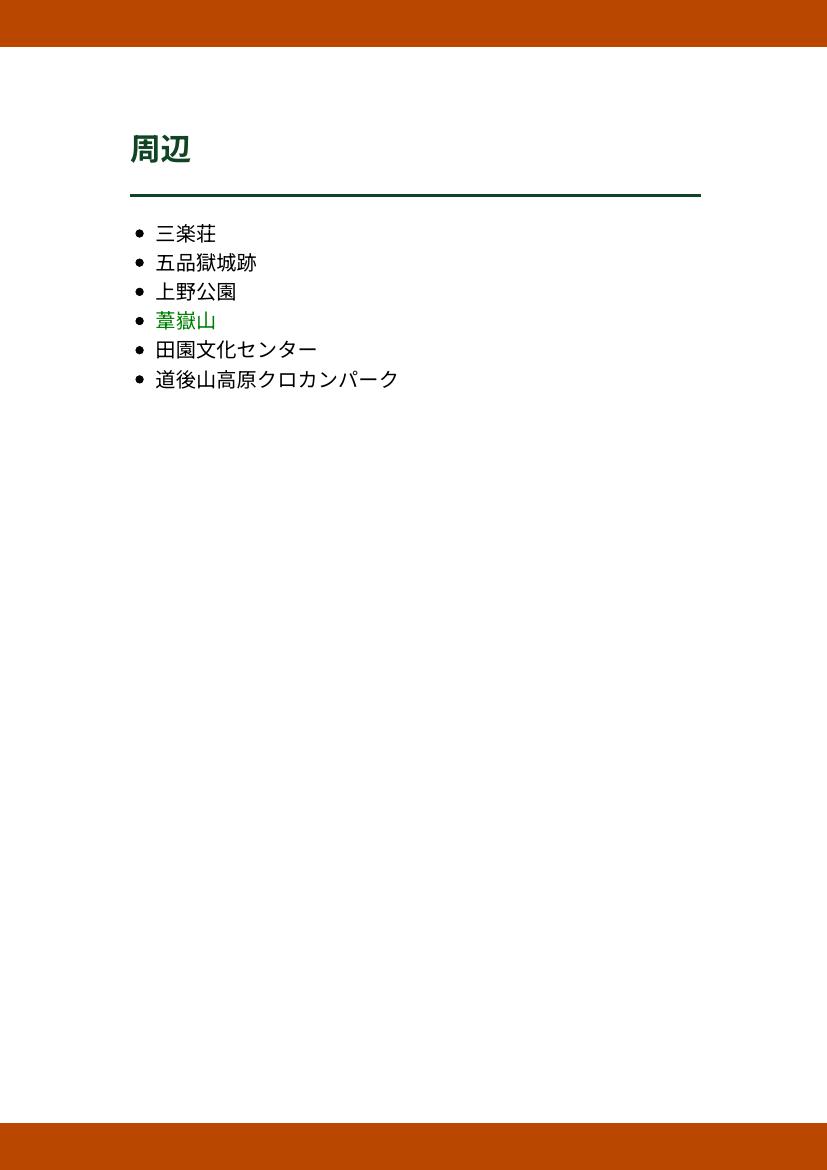 周辺
三楽荘
五品獄城跡
上野公園
葦嶽山
田園文化センター
道後山高原クロカンパーク